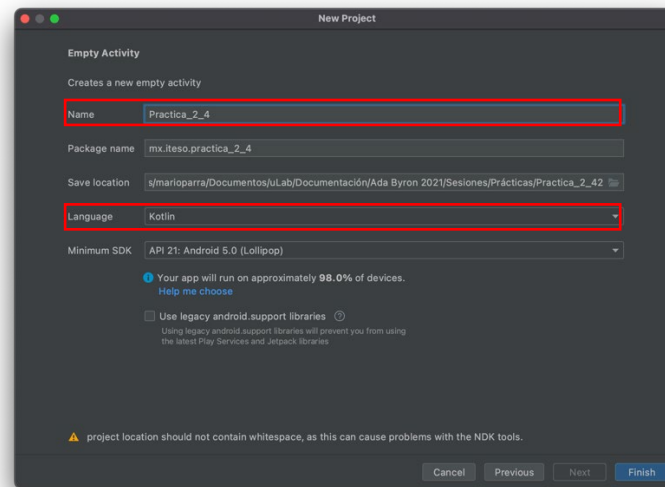 New Project
Empty Activity
Creates a new empty activity
Name Practica_2_4
Package name mx.iteso.practica_2_4
Save location s/marioparra/Documentos/uLab/Documentación/Ada Byron 2021/Sesiones/Prácticas/Practica_2_42
Language Kotlin
Minimum SDK API 21: Android 5.0 (Lollipop)
Your app will run on approximately 98.0% of devices.
Help me choose
Use legacy android.support libraries
Using legacy android.support libraries will prevent you from using
the latest Play Services and Jetpack libraries
project location should not contain whitespace, as this can cause problems with the NDK tools.
Cancel Previous Next Finish